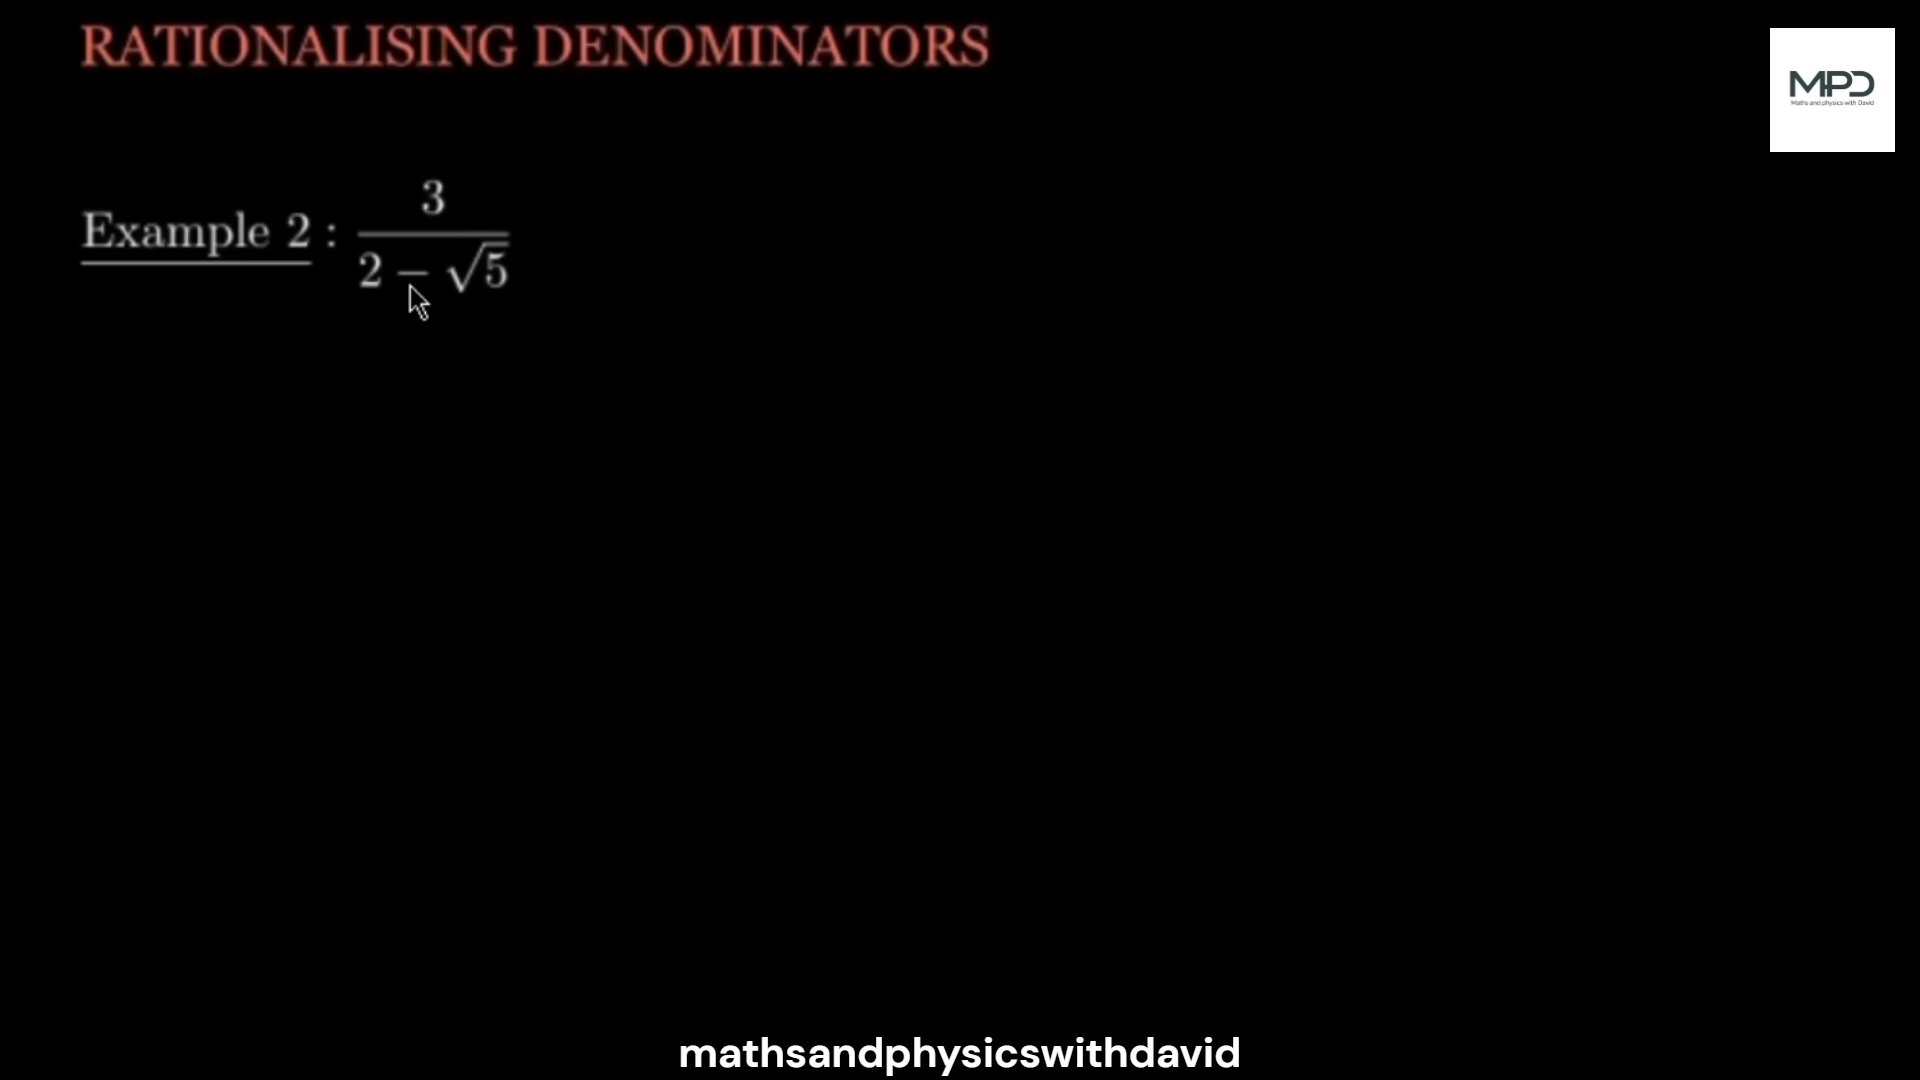 RATIONALISING DENOMINATORS
MPD
Maths and physics with David
Example 2 : 3 / (2 − √5)
mathsandphysicswithdavid